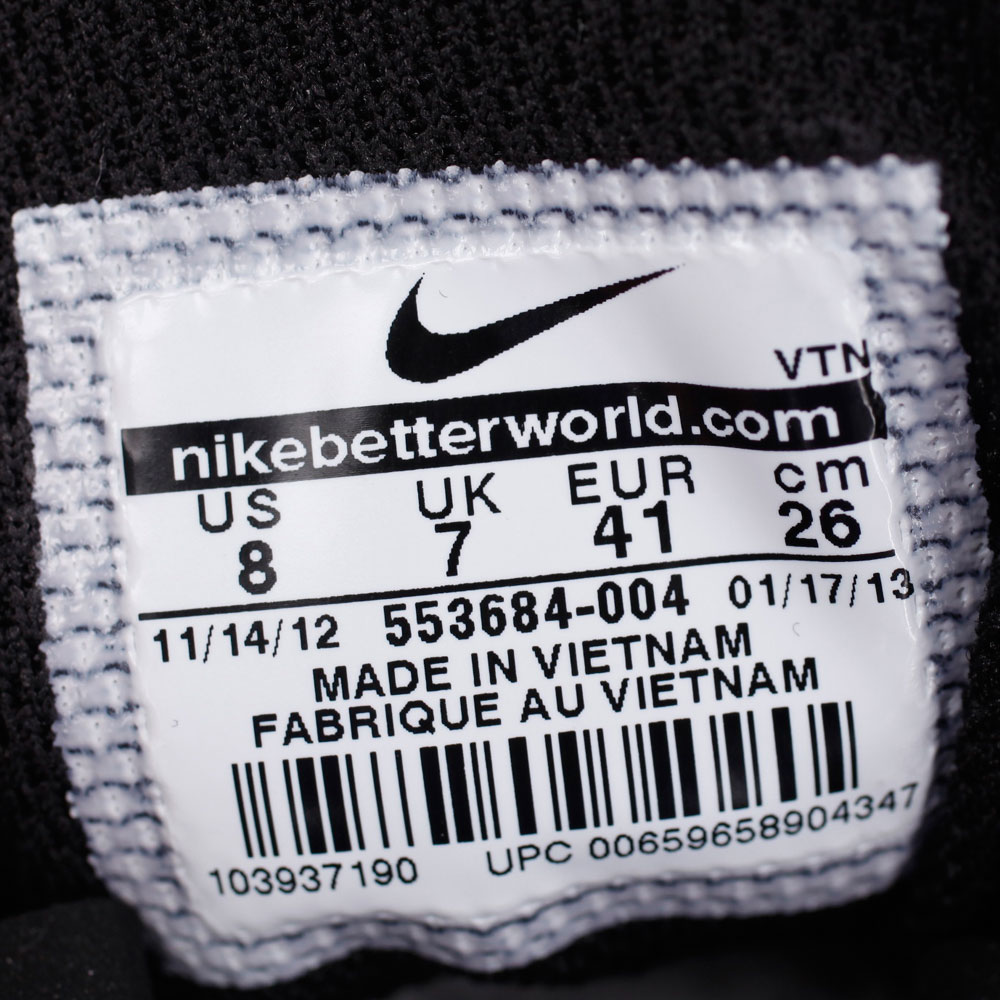 VTN
nikebetterworld.com
US UK EUR cm
8 7 41 26
11/14/12 553684-004 01/17/13
MADE IN VIETNAM
FABRIQUE AU VIETNAM
103937190 UPC 00659658904347